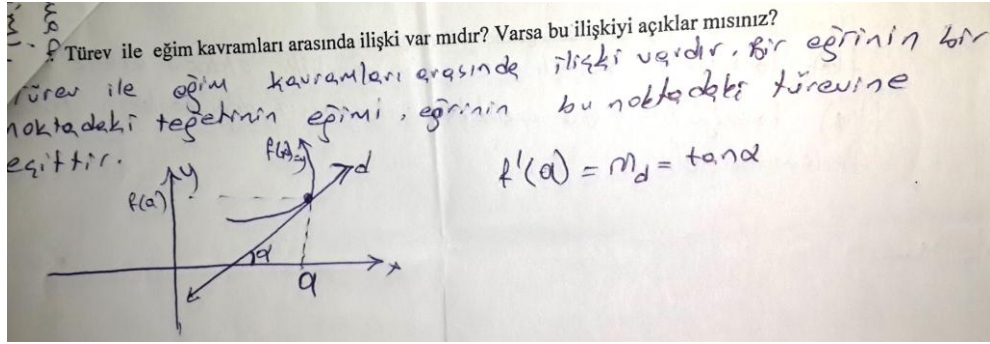 Türev ile eğim kavramları arasında ilişki var mıdır? Varsa bu ilişkiyi açıklar mısınız?
Türev ile eğim kavramları arasında ilişki vardır. Bir eğrinin bir
noktadaki teğetinin eğimi, eğrinin bu noktadaki türevine
eşittir.
f(x)=y
d
y
f(a)
f'(a) = m_d = tanα
α
x
a